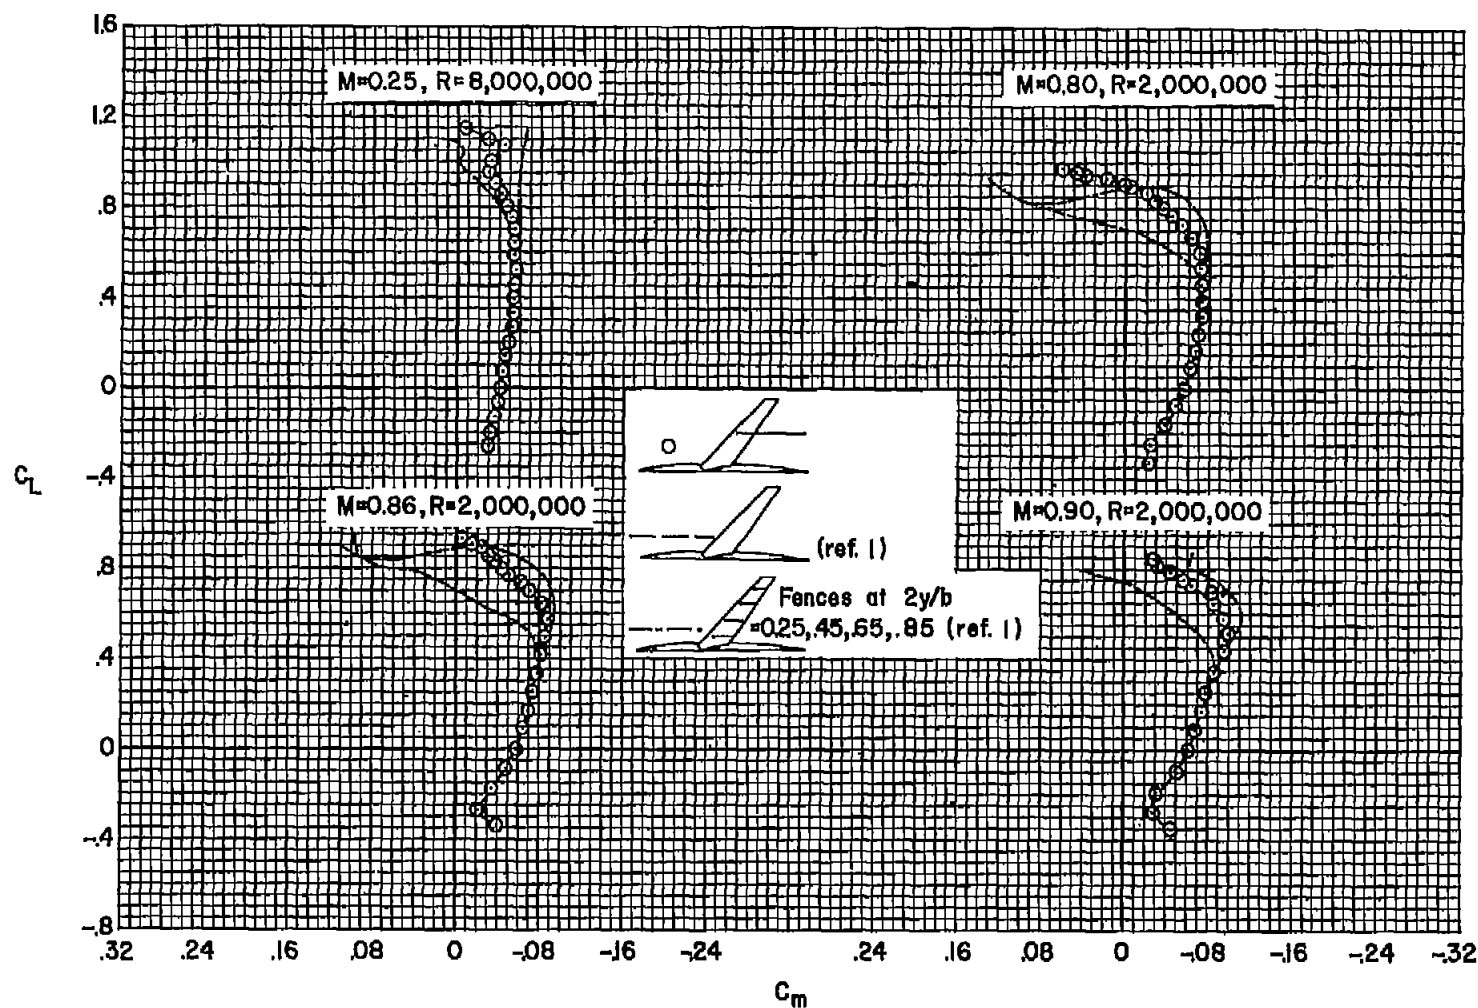 1.6
M=0.25, R=8,000,000
M=0.80, R=2,000,000
1.2
.8
.4
0
-.4
C_L
M=0.86, R=2,000,000
M=0.90, R=2,000,000
(ref. 1)
.8
Fences at 2y/b
=0.25,.45,.65,.85 (ref. 1)
.4
0
-.4
-.8
.32 .24 .16 .08 0 -.08 -.16 -.24 .24 .16 .08 0 -.08 -.16 -.24 -.32
C_m